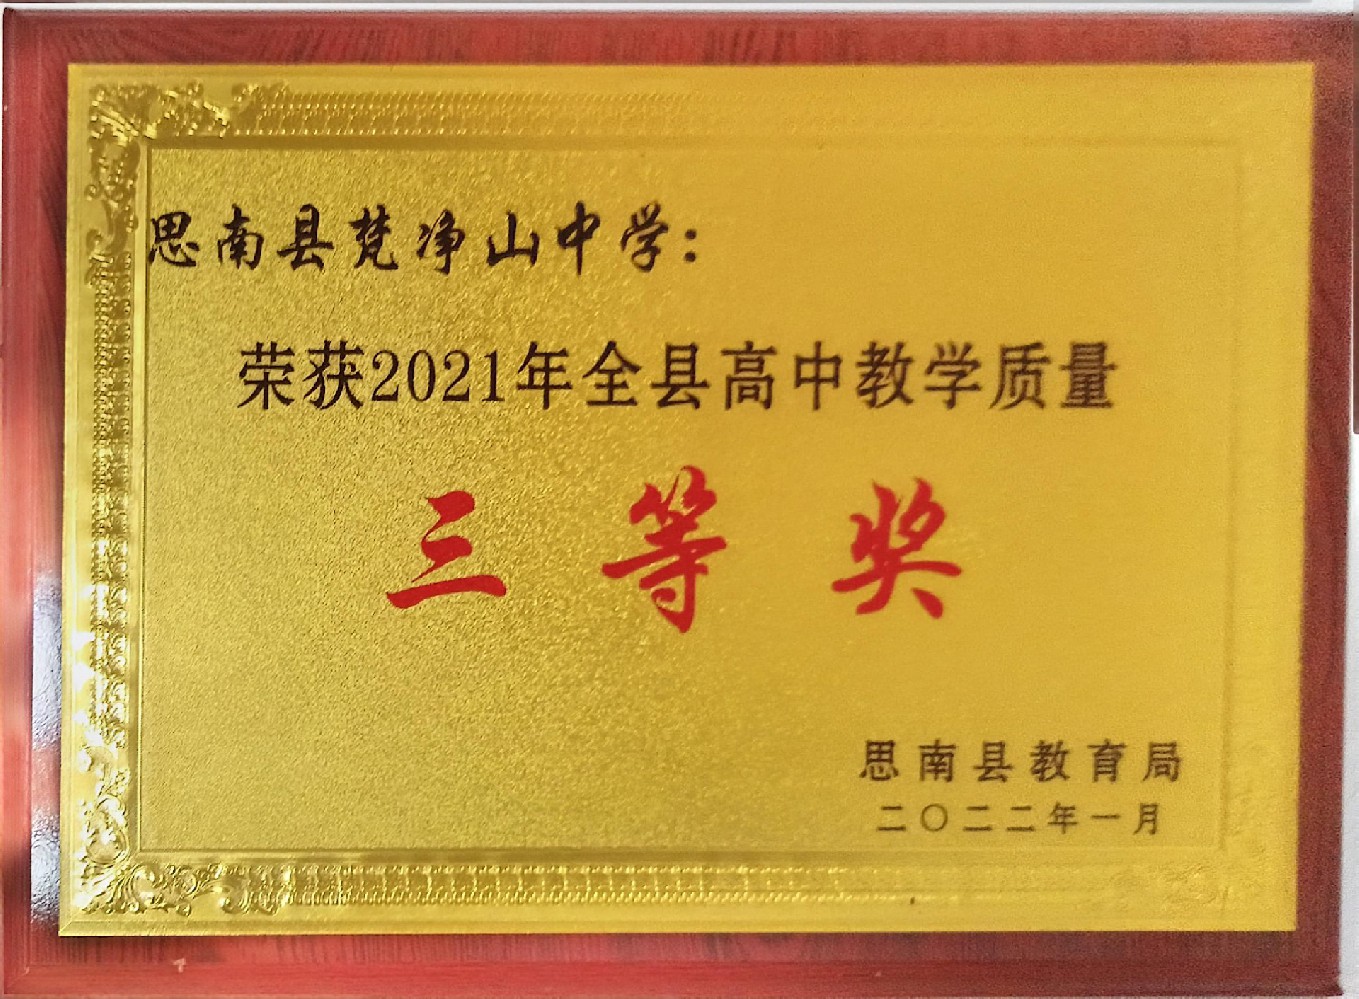 思南县梵净山中学：
荣获2021年全县高中教学质量
三等奖
思南县教育局
二〇二二年一月